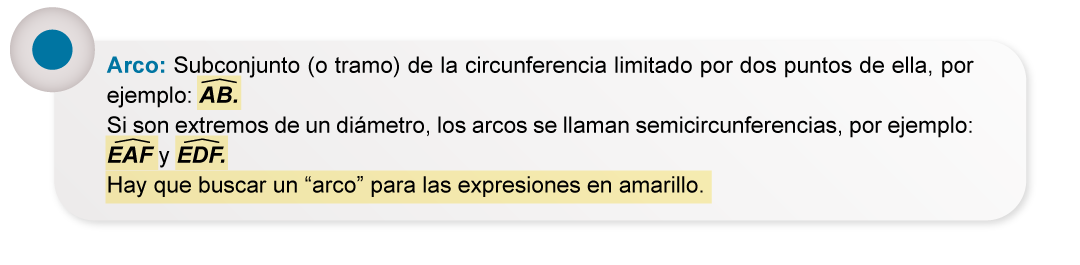 Arco: Subconjunto (o tramo) de la circunferencia limitado por dos puntos de ella, por
ejemplo: \(\widehat{AB}\).
Si son extremos de un diámetro, los arcos se llaman semicircunferencias, por ejemplo:
\(\widehat{EAF}\) y \(\widehat{EDF}\).
Hay que buscar un “arco” para las expresiones en amarillo.